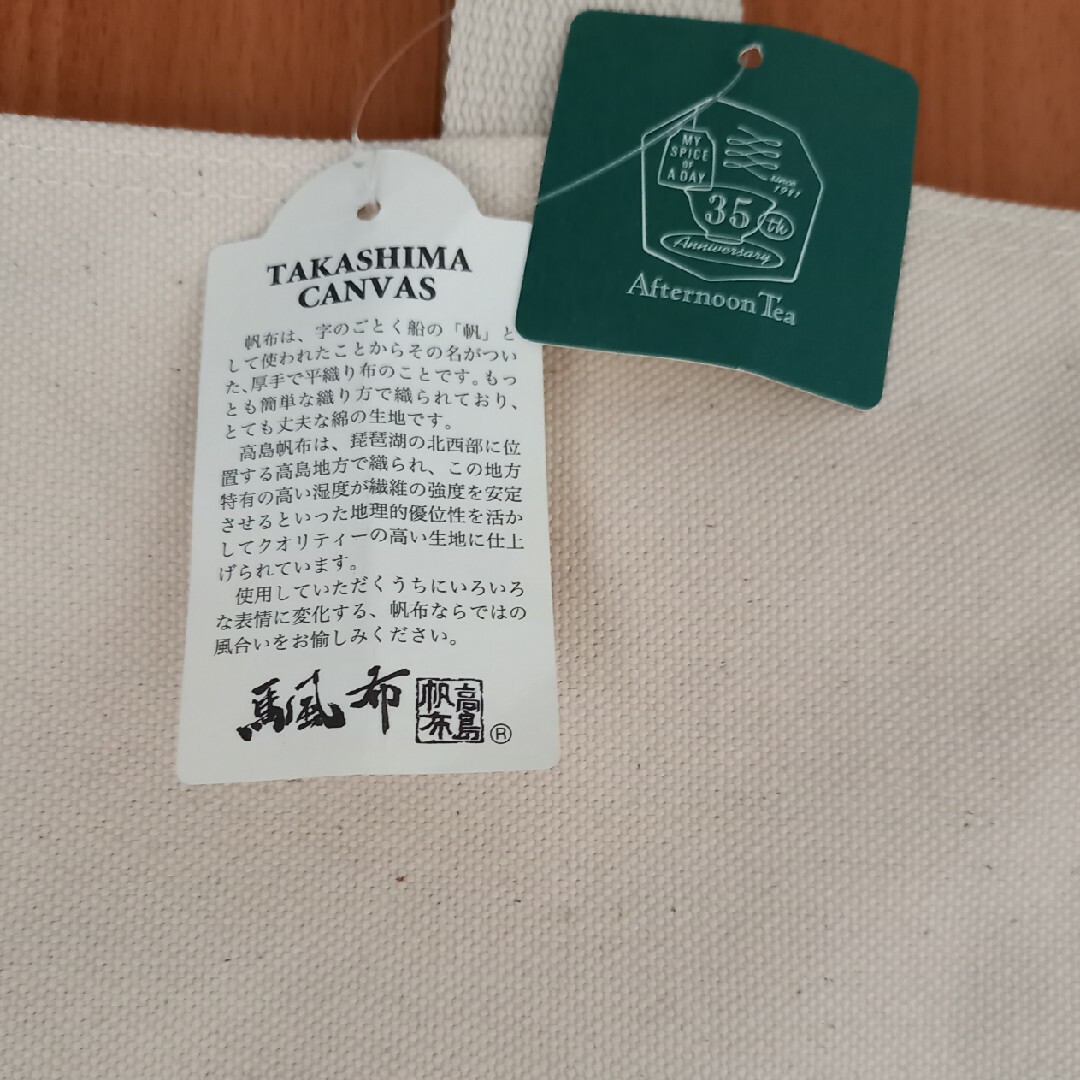 TAKASHIMA
CANVAS
帆布は、字のごとく船の「帆」と
して使われたことからその名がつい
た、厚手で平織り布のことです。もっ
とも簡単な織り方で織られており、
とても丈夫な綿の生地です。
高島帆布は、琵琶湖の北西部に位
置する高島地方で織られ、この地方
特有の高い湿度が繊維の強度を安定
させるといった地理的優位性を活か
してクオリティーの高い生地に仕上
げられています。
使用していただくうちにいろいろ
な表情に変化する、帆布ならではの
風合いをお愉しみください。
颿布
高島
帆布
®
MY
SPICE
OF
A DAY
since
1981
35th
Anniversary
Afternoon Tea